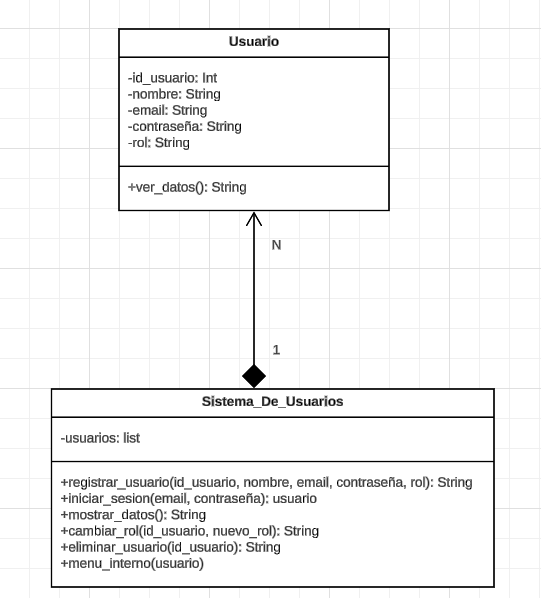 Usuario
-id_usuario: Int
-nombre: String
-email: String
-contraseña: String
-rol: String
+ver_datos(): String
N
1
Sistema_De_Usuarios
-usuarios: list
+registrar_usuario(id_usuario, nombre, email, contraseña, rol): String
+iniciar_sesion(email, contraseña): usuario
+mostrar_datos(): String
+cambiar_rol(id_usuario, nuevo_rol): String
+eliminar_usuario(id_usuario): String
+menu_interno(usuario)